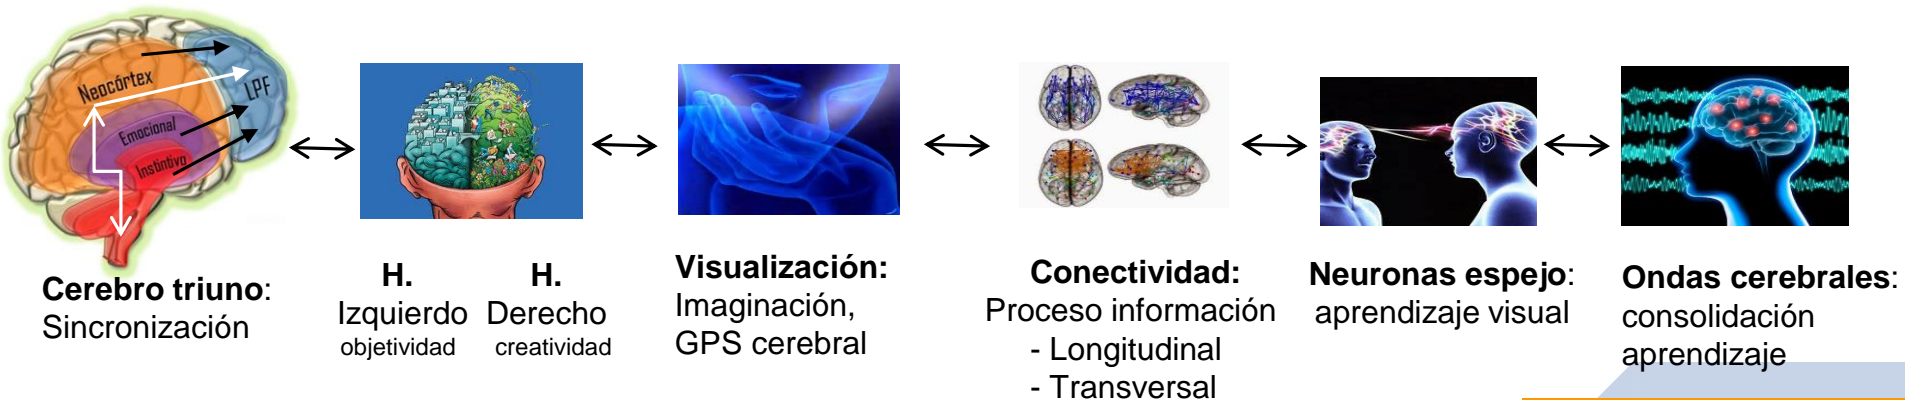 Neocórtex
LPF
Emocional
Instintivo
Cerebro triuno:
Sincronización
H.
Izquierdo
objetividad
H.
Derecho
creatividad
Visualización:
Imaginación,
GPS cerebral
Conectividad:
Proceso información
- Longitudinal
- Transversal
Neuronas espejo:
aprendizaje visual
Ondas cerebrales:
consolidación
aprendizaje